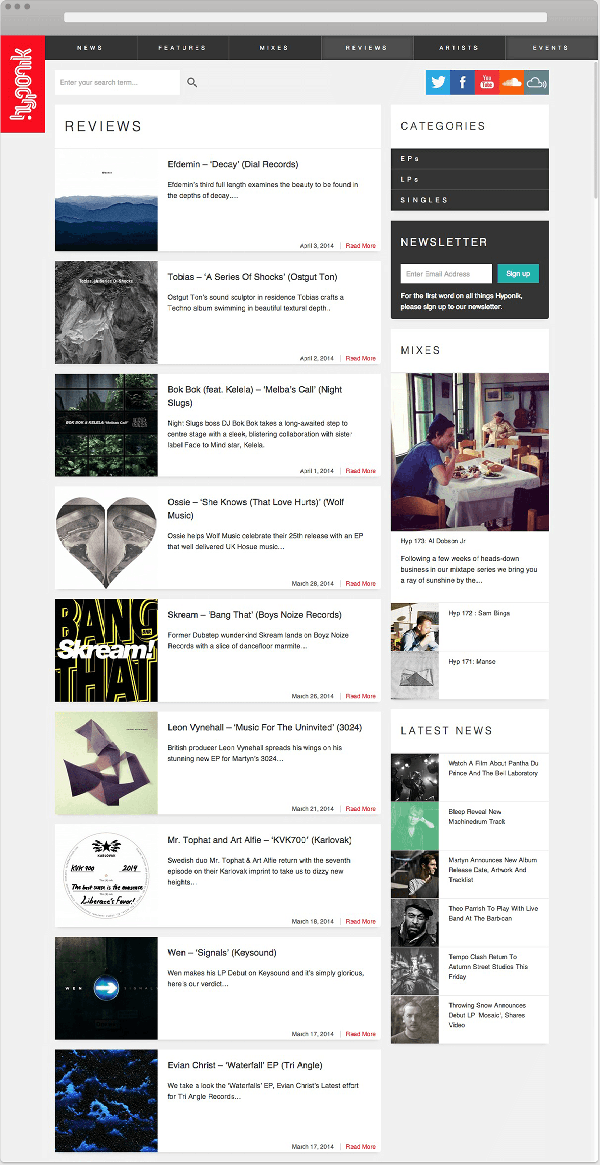 hyponik
NEWS
FEATURES
MIXES
REVIEWS
ARTISTS
EVENTS
Enter your search term...
You
Tube
REVIEWS
Efdemin – 'Decay' (Dial Records)
Efdemin's third full length examines the beauty to be found in
the depths of decay....
April 3, 2014 | Read More
Tobias. A Series Of Shocks
Tobias – 'A Series Of Shocks' (Ostgut Ton)
Ostgut Ton's sound sculptor in residence Tobias crafts a
Techno album swimming in beautiful textural depth..
April 2, 2014 | Read More
BOK BOK & KELELA: "Melba's Call"
Bok Bok (feat. Kelela) – 'Melba's Call' (Night
Slugs)
Night Slugs boss DJ Bok Bok takes a long-awaited step to
centre stage with a sleek, blistering collaboration with sister
label Fade to Mind star, Kelela.
April 1, 2014 | Read More
Ossie – 'She Knows (That Love Hurts)' (Wolf
Music)
Ossie helps Wolf Music celebrate their 25th release with an EP
that well delivered UK Hosue music...
March 28, 2014 | Read More
BANG
Skream!
THAT
Skream – 'Bang That' (Boys Noize Records)
Former Dubstep wunderkind Skream lands on Boyz Noize
Records with a slice of dancefloor marmite...
March 26, 2014 | Read More
Leon Vynehall – 'Music For The Uninvited' (3024)
British producer Leon Vynehall spreads his wings on his
stunning new EP for Martyn's 3024...
March 21, 2014 | Read More
KARLOVAK
KVK 700 2014
The best sause is the ensausage
Liberace's Favor!
Mr. Tophat and Art Alfie – 'KVK700' (Karlovak)
Swedish duo Mr. Tophat & Art Alfie return with the seventh
episode on their Karlovak imprint to take us to dizzy new
heights...
March 18, 2014 | Read More
WEN SIGNALS
Wen – 'Signals' (Keysound)
Wen makes his LP Debut on Keysound and it's simply glorious,
here's our verdict...
March 17, 2014 | Read More
Evian Christ – 'Waterfall' EP (Tri Angle)
We take a look the 'Waterfalls' EP, Evian Christ's Latest effort
for Tri Angle Records...
March 17, 2014 | Read More
CATEGORIES
EPs
LPs
SINGLES
NEWSLETTER
Enter Email Address
Sign up
For the first word on all things Hyponik,
please sign up to our newsletter.
MIXES
Hyp 173: Al Dobson Jr
Following a few weeks of heads-down
business in our mixtape series we bring you
a ray of sunshine by the...
Hyp 172 : Sam Binga
Hyp 171: Manse
LATEST NEWS
Watch A Film About Pantha Du
Prince And The Bell Laboratory
Bleep Reveal New
Machinedrum Track
Martyn Announces New Album
Release Date, Artwork And
Tracklist
Theo Parrish To Play With Live
Band At The Barbican
Tempo Clash Return To
Autumn Street Studios This
Friday
Throwing Snow Announces
Debut LP 'Mosaic', Shares
Video